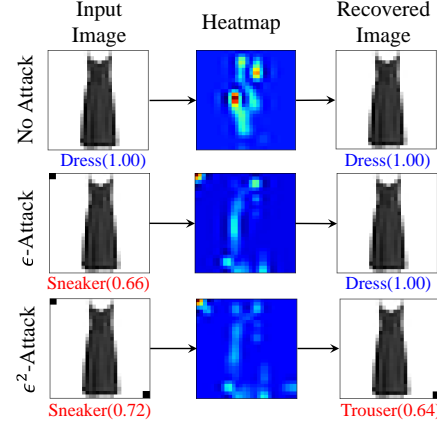 Input Image
Heatmap
Recovered Image
No Attack
Dress(1.00)
Dress(1.00)
ϵ-Attack
Sneaker(0.66)
Dress(1.00)
ϵ²-Attack
Sneaker(0.72)
Trouser(0.64)